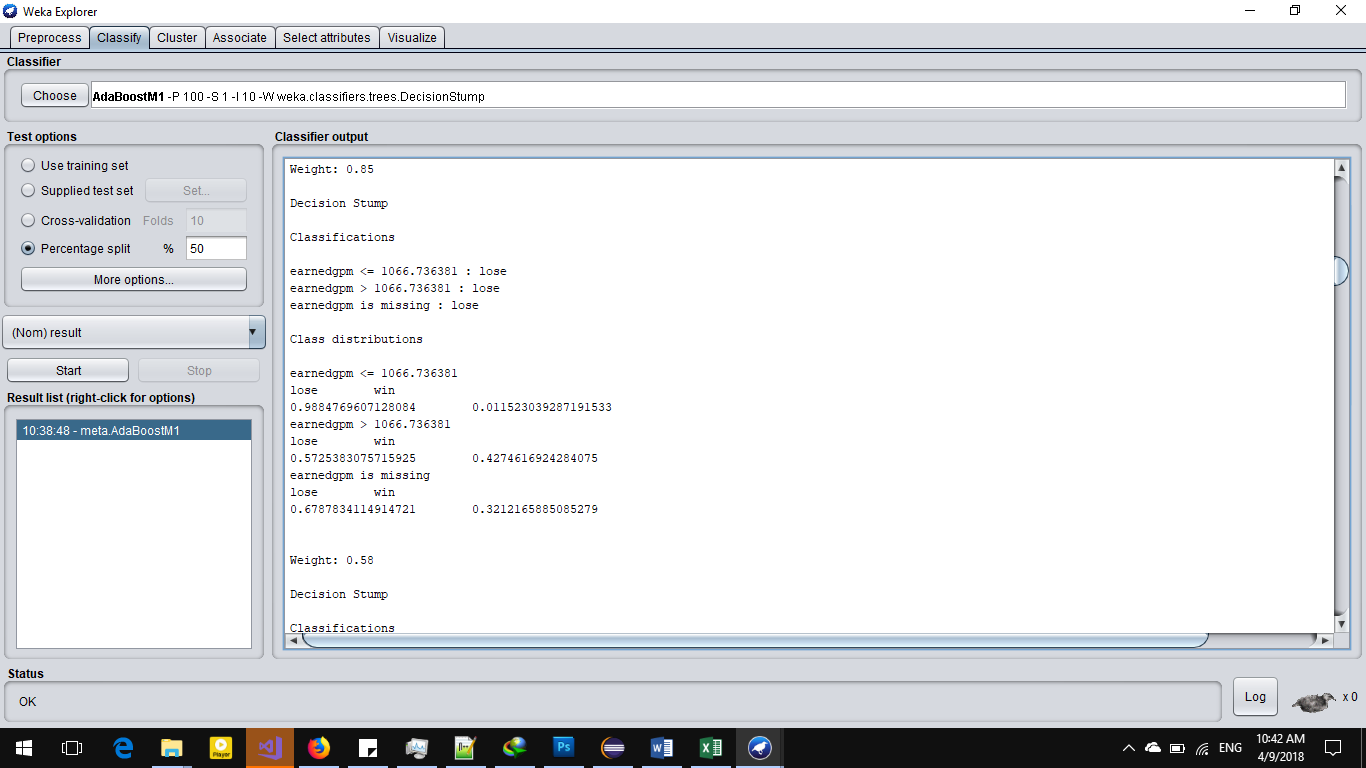 Weka Explorer
Preprocess Classify Cluster Associate Select attributes Visualize
Classifier
Choose AdaBoostM1 -P 100 -S 1 -I 10 -W weka.classifiers.trees.DecisionStump
Test options
Use training set
Supplied test set Set...
Cross-validation Folds 10
Percentage split % 50
More options...
(Nom) result
Start Stop
Result list (right-click for options)
10:38:48 - meta.AdaBoostM1
Classifier output
Weight: 0.85
Decision Stump
Classifications
earnedgpm <= 1066.736381 : lose
earnedgpm > 1066.736381 : lose
earnedgpm is missing : lose
Class distributions
earnedgpm <= 1066.736381
lose win
0.9884769607128084 0.011523039287191533
earnedgpm > 1066.736381
lose win
0.5725383075715925 0.4274616924284075
earnedgpm is missing
lose win
0.6787834114914721 0.3212165885085279
Weight: 0.58
Decision Stump
Classifications
Status
OK
Log x 0
Player
Ps
ENG
10:42 AM
4/9/2018